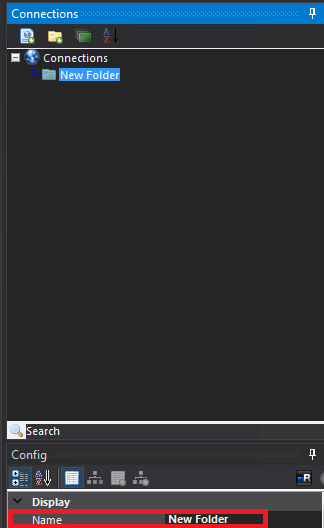 Connections
Connections
New Folder
Search
Config
Display
Name New Folder